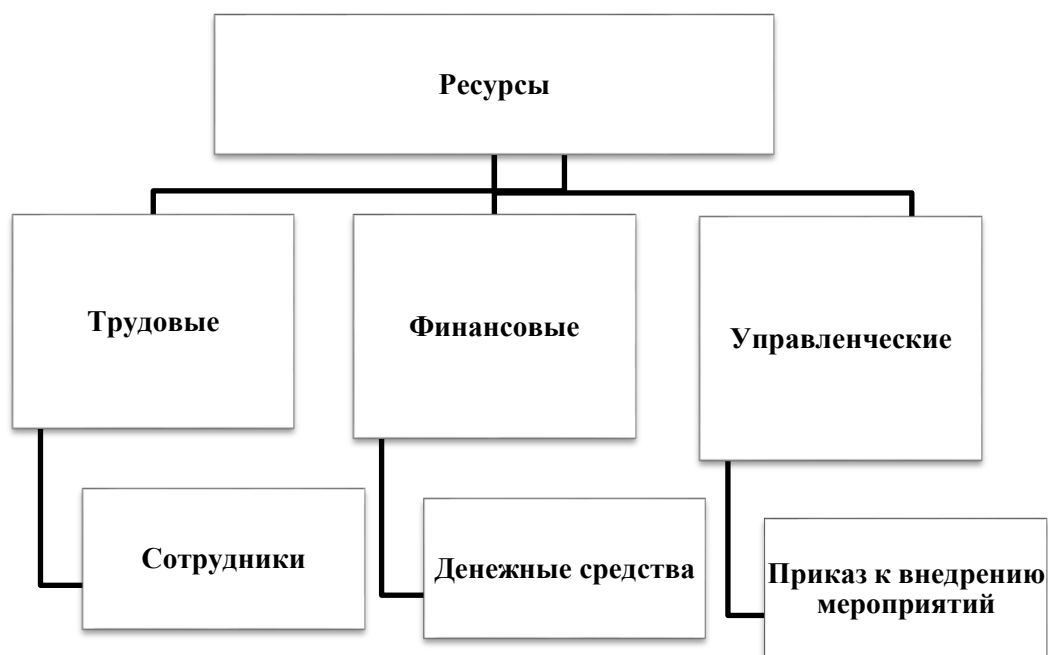 Ресурсы
Трудовые
Финансовые
Управленческие
Сотрудники
Денежные средства
Приказ к внедрению
мероприятий